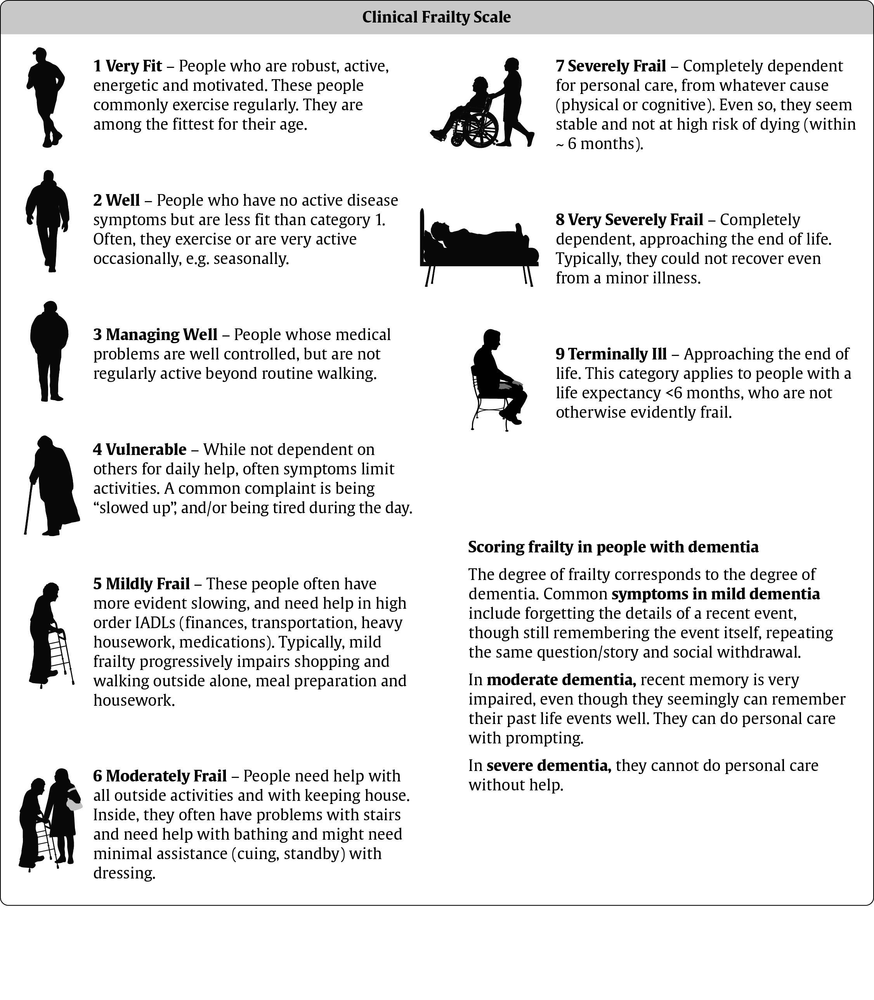 Clinical Frailty Scale
1 Very Fit – People who are robust, active,
energetic and motivated. These people
commonly exercise regularly. They are
among the fittest for their age.
2 Well – People who have no active disease
symptoms but are less fit than category 1.
Often, they exercise or are very active
occasionally, e.g. seasonally.
3 Managing Well – People whose medical
problems are well controlled, but are not
regularly active beyond routine walking.
4 Vulnerable – While not dependent on
others for daily help, often symptoms limit
activities. A common complaint is being
“slowed up”, and/or being tired during the day.
5 Mildly Frail – These people often have
more evident slowing, and need help in high
order IADLs (finances, transportation, heavy
housework, medications). Typically, mild
frailty progressively impairs shopping and
walking outside alone, meal preparation and
housework.
6 Moderately Frail – People need help with
all outside activities and with keeping house.
Inside, they often have problems with stairs
and need help with bathing and might need
minimal assistance (cuing, standby) with
dressing.
7 Severely Frail – Completely dependent
for personal care, from whatever cause
(physical or cognitive). Even so, they seem
stable and not at high risk of dying (within
~ 6 months).
8 Very Severely Frail – Completely
dependent, approaching the end of life.
Typically, they could not recover even
from a minor illness.
9 Terminally Ill – Approaching the end of
life. This category applies to people with a
life expectancy <6 months, who are not
otherwise evidently frail.
Scoring frailty in people with dementia
The degree of frailty corresponds to the degree of
dementia. Common symptoms in mild dementia
include forgetting the details of a recent event,
though still remembering the event itself, repeating
the same question/story and social withdrawal.
In moderate dementia, recent memory is very
impaired, even though they seemingly can remember
their past life events well. They can do personal care
with prompting.
In severe dementia, they cannot do personal care
without help.